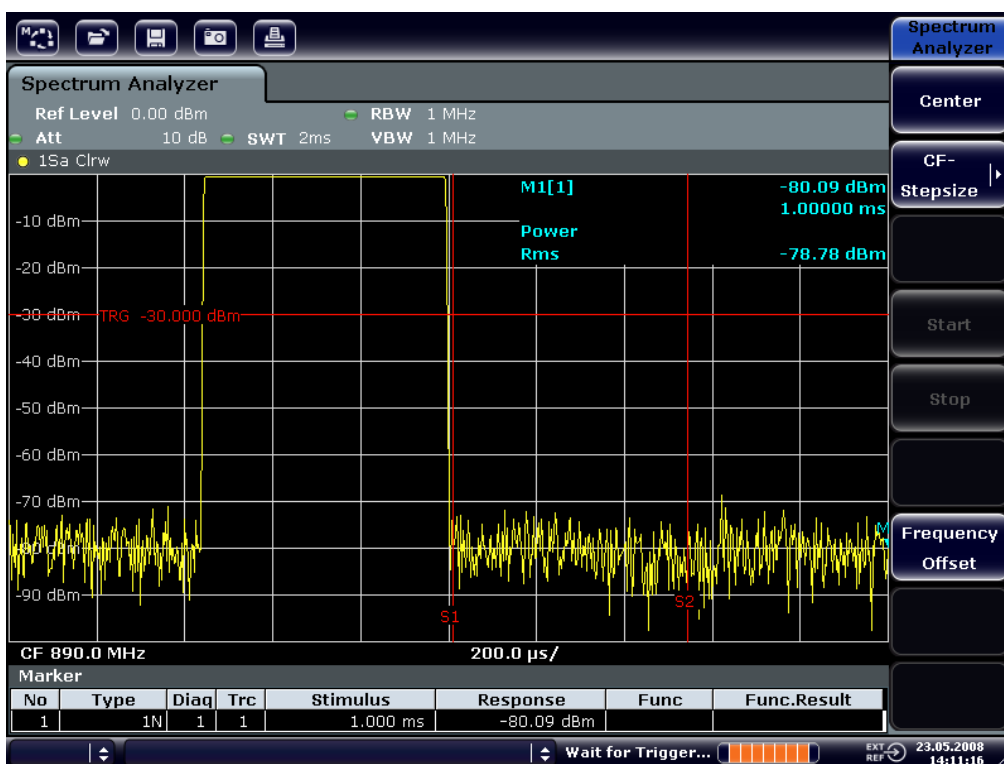 Spectrum Analyzer
Spectrum Analyzer
Ref Level 0.00 dBm RBW 1 MHz
Att 10 dB SWT 2ms VBW 1 MHz
1Sa Clrw
M1[1] -80.09 dBm
1.00000 ms
Power
Rms -78.78 dBm
-10 dBm
-20 dBm
-30 dBm TRG -30.000 dBm
-40 dBm
-50 dBm
-60 dBm
-70 dBm
-80 dBm
-90 dBm
S1
S2
CF 890.0 MHz 200.0 µs/
Marker
No Type Diag Trc Stimulus Response Func Func.Result
1 1N 1 1 1.000 ms -80.09 dBm
Wait for Trigger... EXT REF 23.05.2008
14:11:16
Center
CF-
Stepsize
Start
Stop
Frequency
Offset